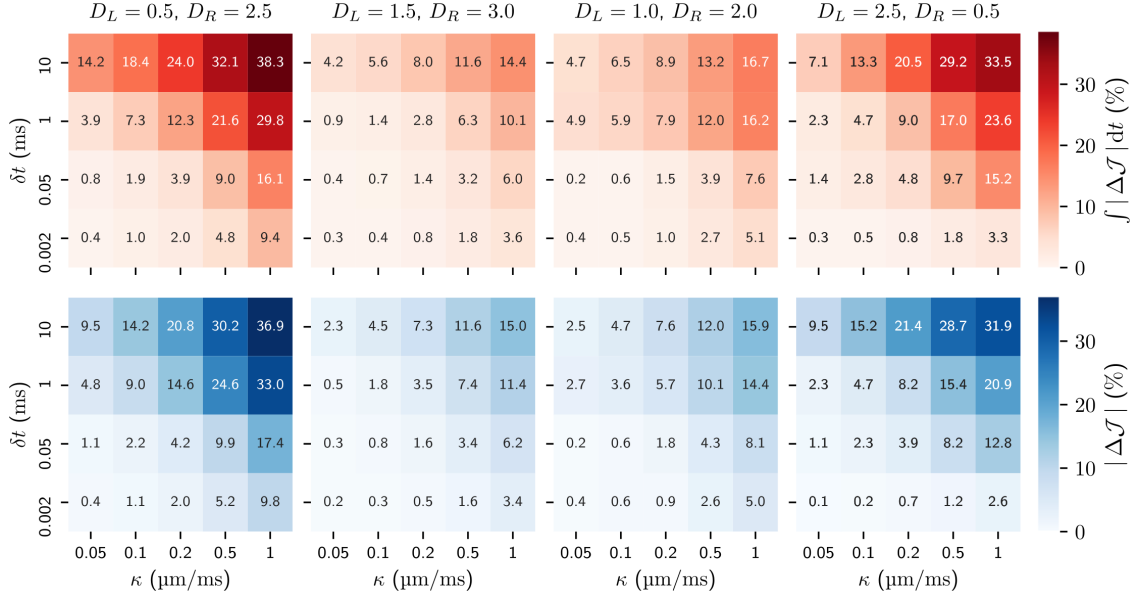 D_L = 0.5, D_R = 2.5 D_L = 1.5, D_R = 3.0 D_L = 1.0, D_R = 2.0 D_L = 2.5, D_R = 0.5
10 14.2 18.4 24.0 32.1 38.3 4.2 5.6 8.0 11.6 14.4 4.7 6.5 8.9 13.2 16.7 7.1 13.3 20.5 29.2 33.5
1 3.9 7.3 12.3 21.6 29.8 0.9 1.4 2.8 6.3 10.1 4.9 5.9 7.9 12.0 16.2 2.3 4.7 9.0 17.0 23.6
0.05 0.8 1.9 3.9 9.0 16.1 0.4 0.7 1.4 3.2 6.0 0.2 0.6 1.5 3.9 7.6 1.4 2.8 4.8 9.7 15.2
0.002 0.4 1.0 2.0 4.8 9.4 0.3 0.4 0.8 1.8 3.6 0.4 0.5 1.0 2.7 5.1 0.3 0.5 0.8 1.8 3.3
δt (ms)
30
20
10
0
∫ | Δ𝒥 | dt (%)
10 9.5 14.2 20.8 30.2 36.9 2.3 4.5 7.3 11.6 15.0 2.5 4.7 7.6 12.0 15.9 9.5 15.2 21.4 28.7 31.9
1 4.8 9.0 14.6 24.6 33.0 0.5 1.8 3.5 7.4 11.4 2.7 3.6 5.7 10.1 14.4 2.3 4.7 8.2 15.4 20.9
0.05 1.1 2.2 4.2 9.9 17.4 0.3 0.8 1.6 3.4 6.2 0.2 0.6 1.8 4.3 8.1 1.1 2.3 3.9 8.2 12.8
0.002 0.4 1.1 2.0 5.2 9.8 0.2 0.3 0.5 1.6 3.4 0.4 0.6 0.9 2.6 5.0 0.1 0.2 0.7 1.2 2.6
δt (ms)
30
20
10
0
| Δ𝒥 | (%)
0.05 0.1 0.2 0.5 1 0.05 0.1 0.2 0.5 1 0.05 0.1 0.2 0.5 1 0.05 0.1 0.2 0.5 1
κ (µm/ms) κ (µm/ms) κ (µm/ms) κ (µm/ms)